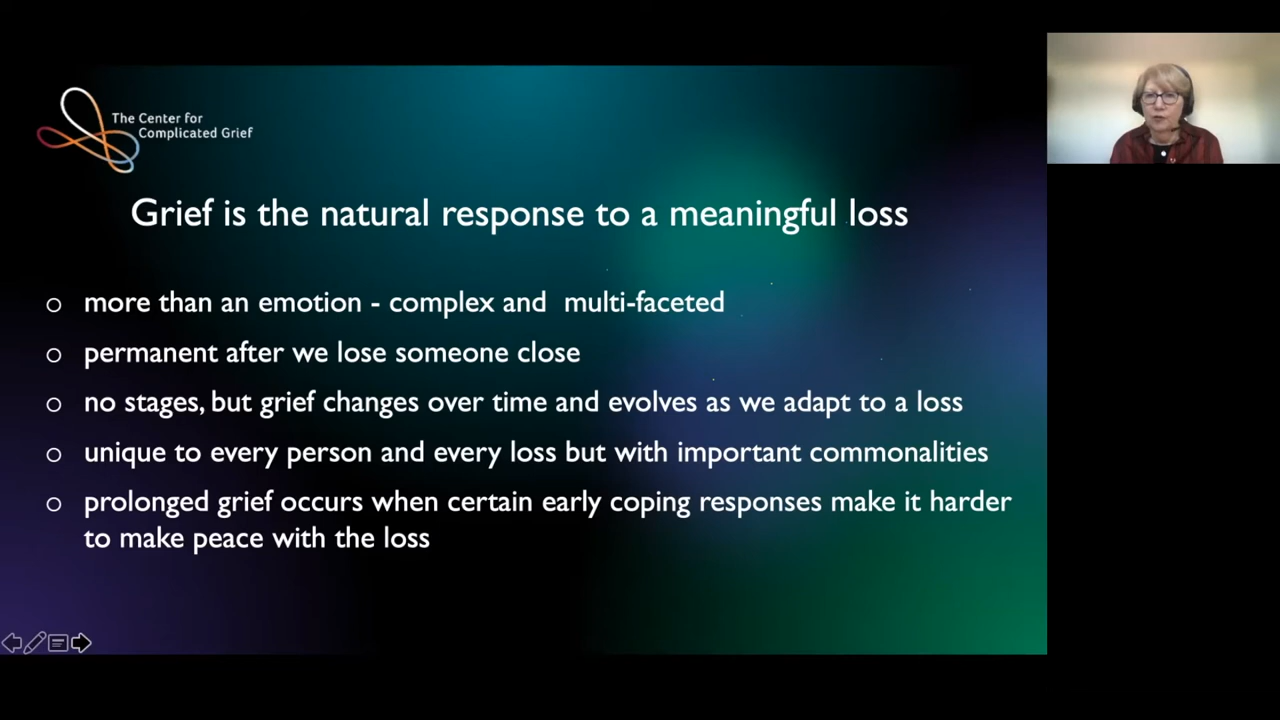 The Center for
Complicated Grief
Grief is the natural response to a meaningful loss
more than an emotion - complex and multi-faceted
permanent after we lose someone close
no stages, but grief changes over time and evolves as we adapt to a loss
unique to every person and every loss but with important commonalities
prolonged grief occurs when certain early coping responses make it harder
to make peace with the loss